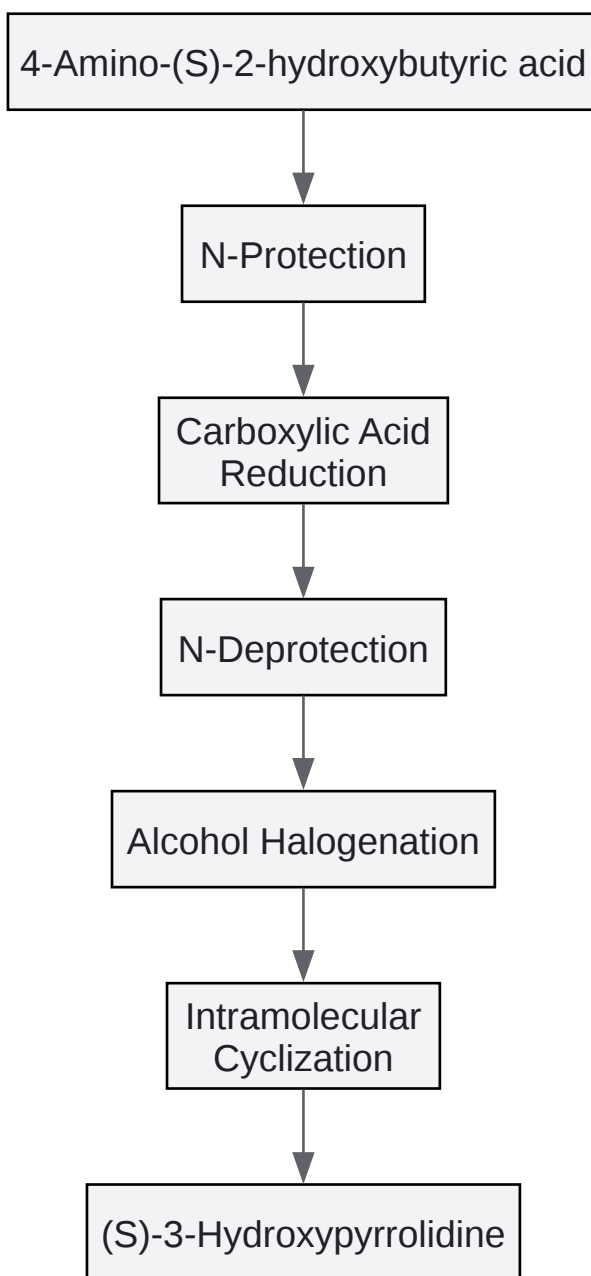 4-Amino-(S)-2-hydroxybutyric acid
N-Protection
Carboxylic Acid
Reduction
N-Deprotection
Alcohol Halogenation
Intramolecular
Cyclization
(S)-3-Hydroxypyrrolidine